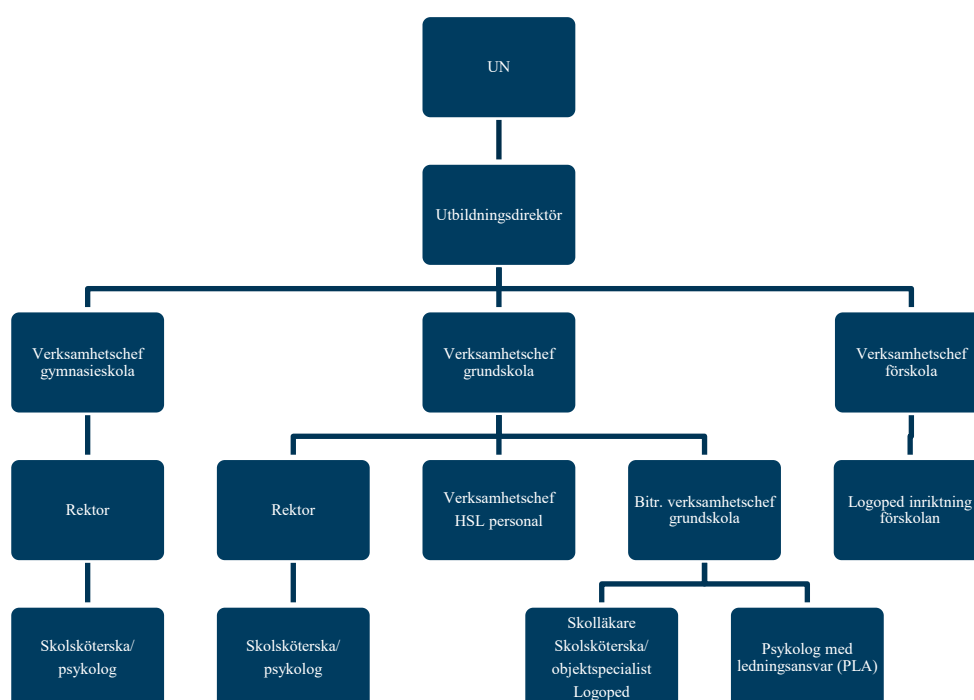 UN
Utbildningsdirektör
Verksamhetschef
gymnasieskola
Verksamhetschef
grundskola
Verksamhetschef
förskola
Rektor
Rektor
Verksamhetschef
HSL personal
Bitr. verksamhetschef
grundskola
Logoped inriktning
förskolan
Skolsköterska/
psykolog
Skolsköterska/
psykolog
Skolläkare
Skolsköterska/
objektspecialist
Logoped
Psykolog med
ledningsansvar (PLA)